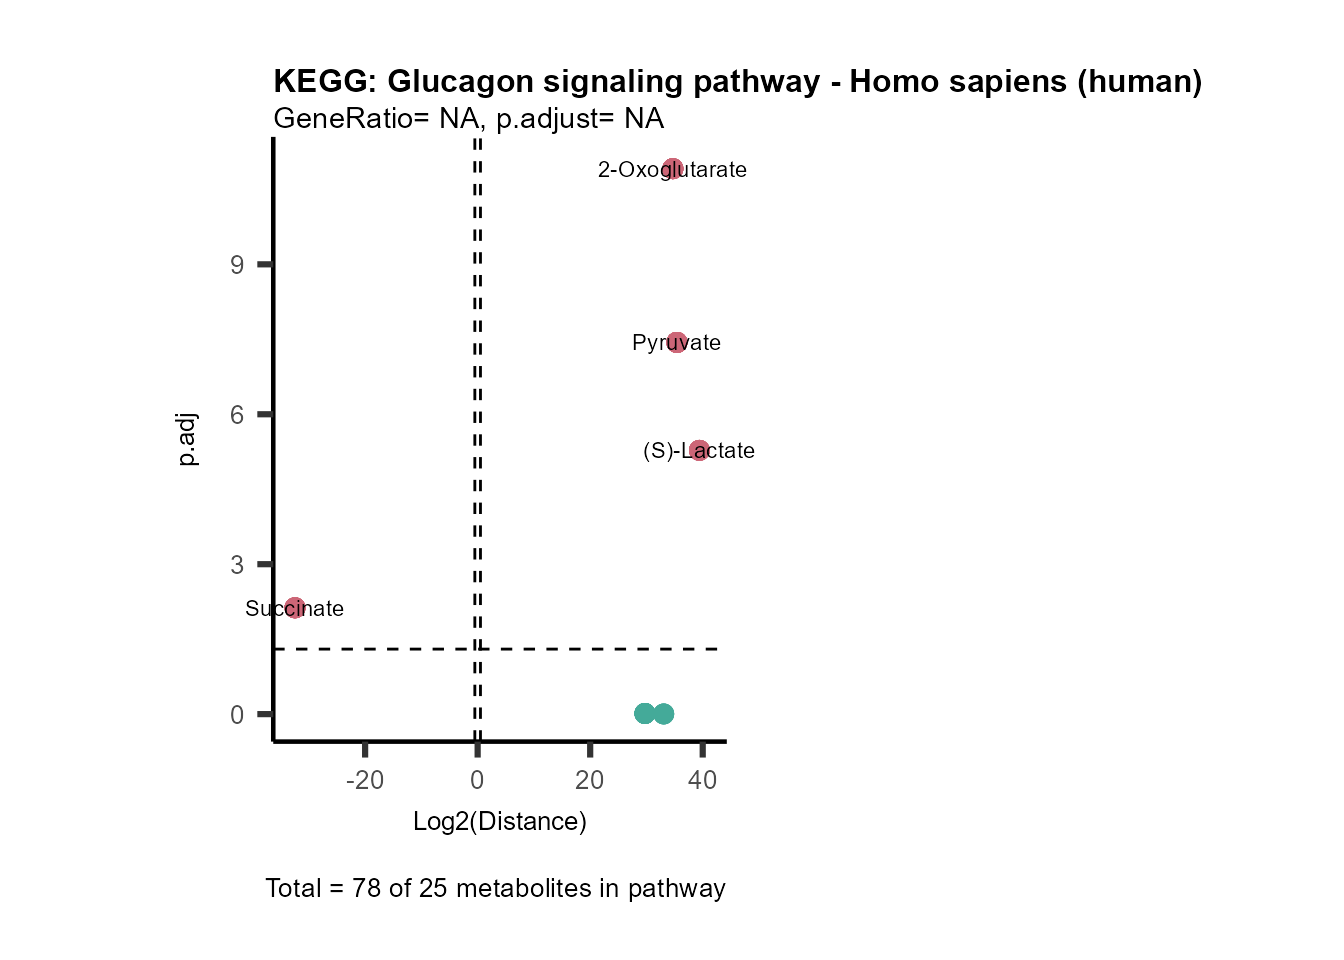 KEGG: Glucagon signaling pathway - Homo sapiens (human)
GeneRatio= NA, p.adjust= NA
2-Oxoglutarate
9
Pyruvate
6
p.adj
(S)-Lactate
3
Succinate
0
-20 0 20 40
Log2(Distance)
Total = 78 of 25 metabolites in pathway